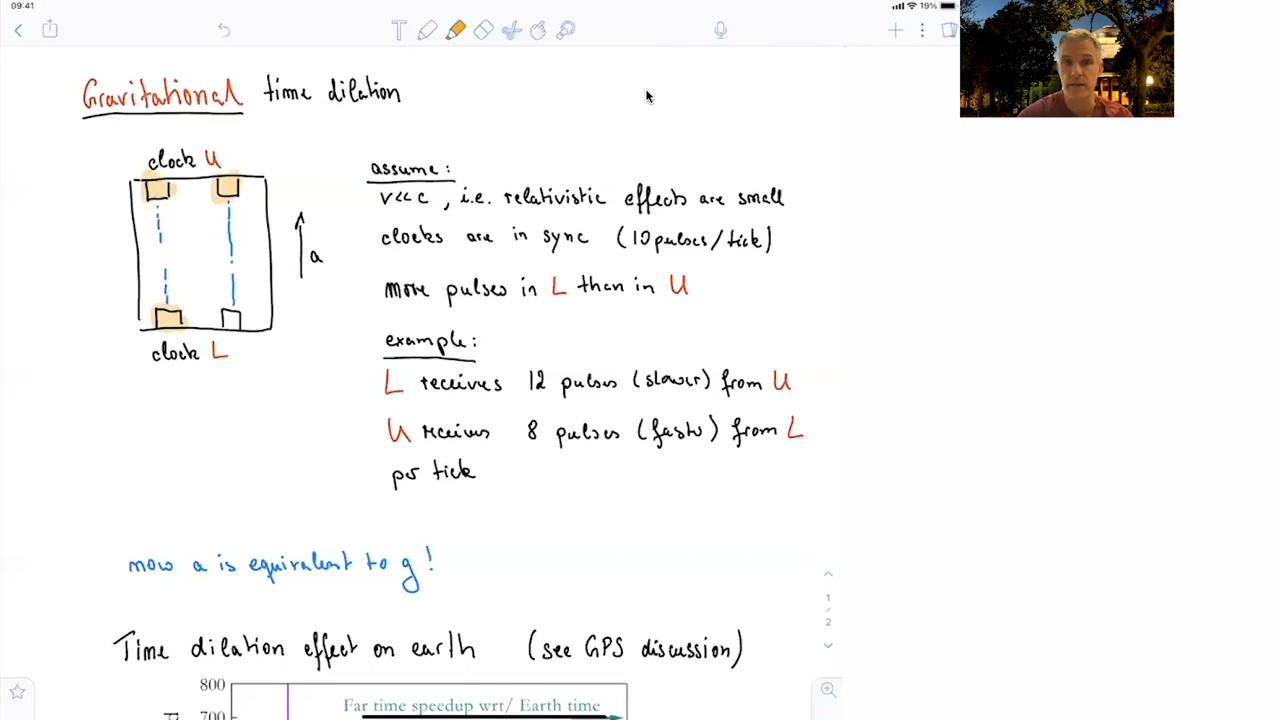 09:41
19%
Gravitational time dilation
clock U
a
clock L
assume:
v<<c, i.e. relativistic effects are small
clocks are in sync (10 pulses/tick)
more pulses in L than in U
example:
L receives 12 pulses (slower) from U
U receives 8 pulses (faster) from L
per tick
now a is equivalent to g!
1
/
2
Time dilation effect on earth (see GPS discussion)
800
Far time speedup wrt/ Earth time
700